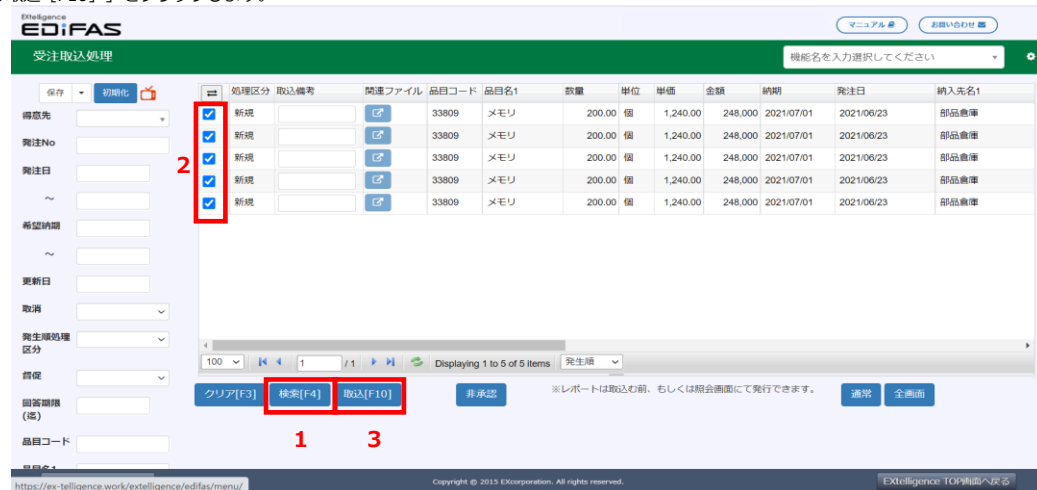 EXtelligence
EDiFAS
マニュアル
お問い合わせ
受注取込処理
機能名を入力選択してください
保存
初期化
処理区分 取込備考 関連ファイル 品目コード 品目名1 数量 単位 単価 金額 納期 発注日 納入先名1
得意先
新規 33809 メモリ 200.00 個 1,240.00 248,000 2021/07/01 2021/06/23 部品倉庫
発注No
新規 33809 メモリ 200.00 個 1,240.00 248,000 2021/07/01 2021/06/23 部品倉庫
2
新規 33809 メモリ 200.00 個 1,240.00 248,000 2021/07/01 2021/06/23 部品倉庫
発注日
新規 33809 メモリ 200.00 個 1,240.00 248,000 2021/07/01 2021/06/23 部品倉庫
~
新規 33809 メモリ 200.00 個 1,240.00 248,000 2021/07/01 2021/06/23 部品倉庫
希望納期
~
更新日
取消
発生順処理
区分
督促
回答期限
(迄)
品目コード
100 1 / 1 Displaying 1 to 5 of 5 items 発生順
クリア[F3] 検索[F4] 取込[F10] 非承認 ※レポートは取込む前、もしくは照会画面にて発行できます。 通常 全画面
1 3
https://ex-telligence.work/extelligence/edifas/menu/
Copyright © 2015 EXcorporation. All rights reserved.
EXtelligence TOP画面へ戻る